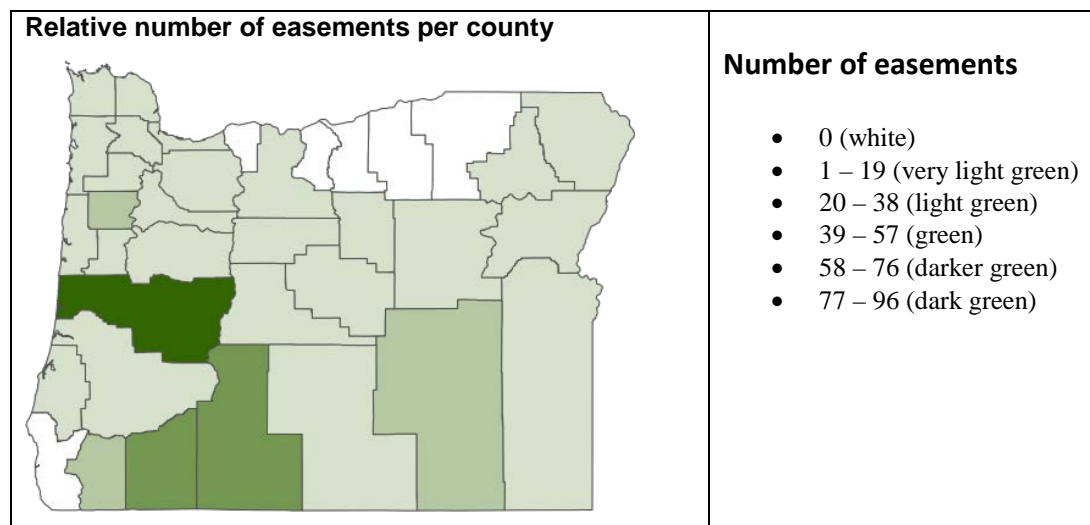 Relative number of easements per county
Number of easements
• 0 (white)
• 1 – 19 (very light green)
• 20 – 38 (light green)
• 39 – 57 (green)
• 58 – 76 (darker green)
• 77 – 96 (dark green)